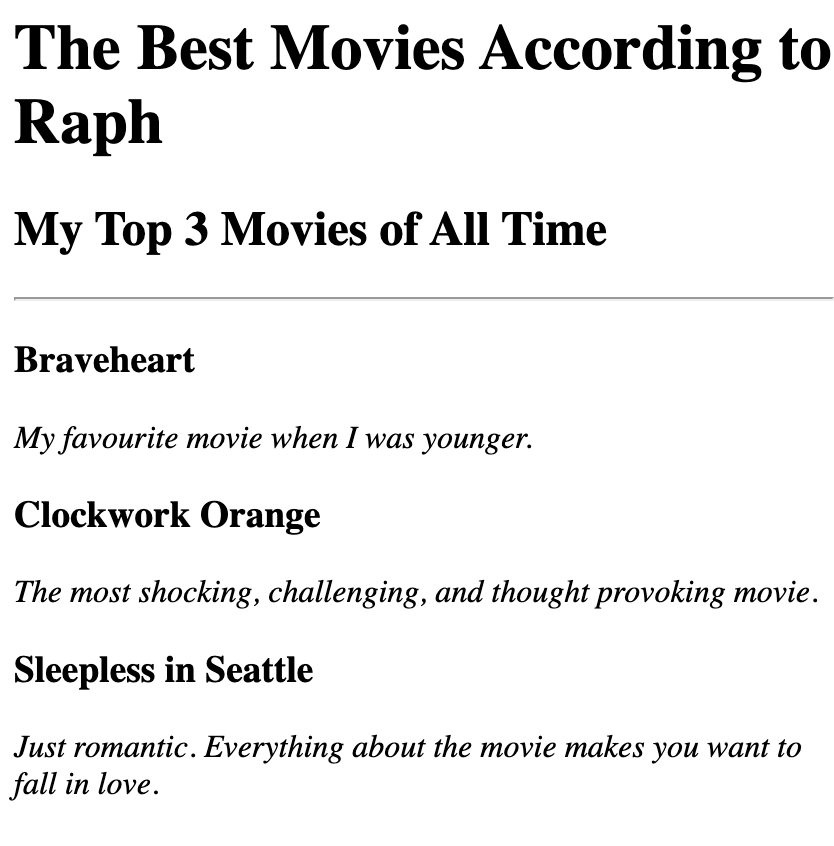 The Best Movies According to
Raph
My Top 3 Movies of All Time
Braveheart
My favourite movie when I was younger.
Clockwork Orange
The most shocking, challenging, and thought provoking movie.
Sleepless in Seattle
Just romantic. Everything about the movie makes you want to
fall in love.